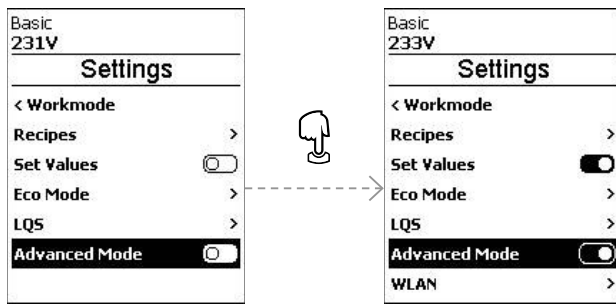 Basic
231V
Settings
< Workmode
Recipes >
Set Values
Eco Mode >
LQS >
Advanced Mode
Basic
233V
Settings
< Workmode
Recipes >
Set Values
Eco Mode >
LQS >
Advanced Mode
WLAN >